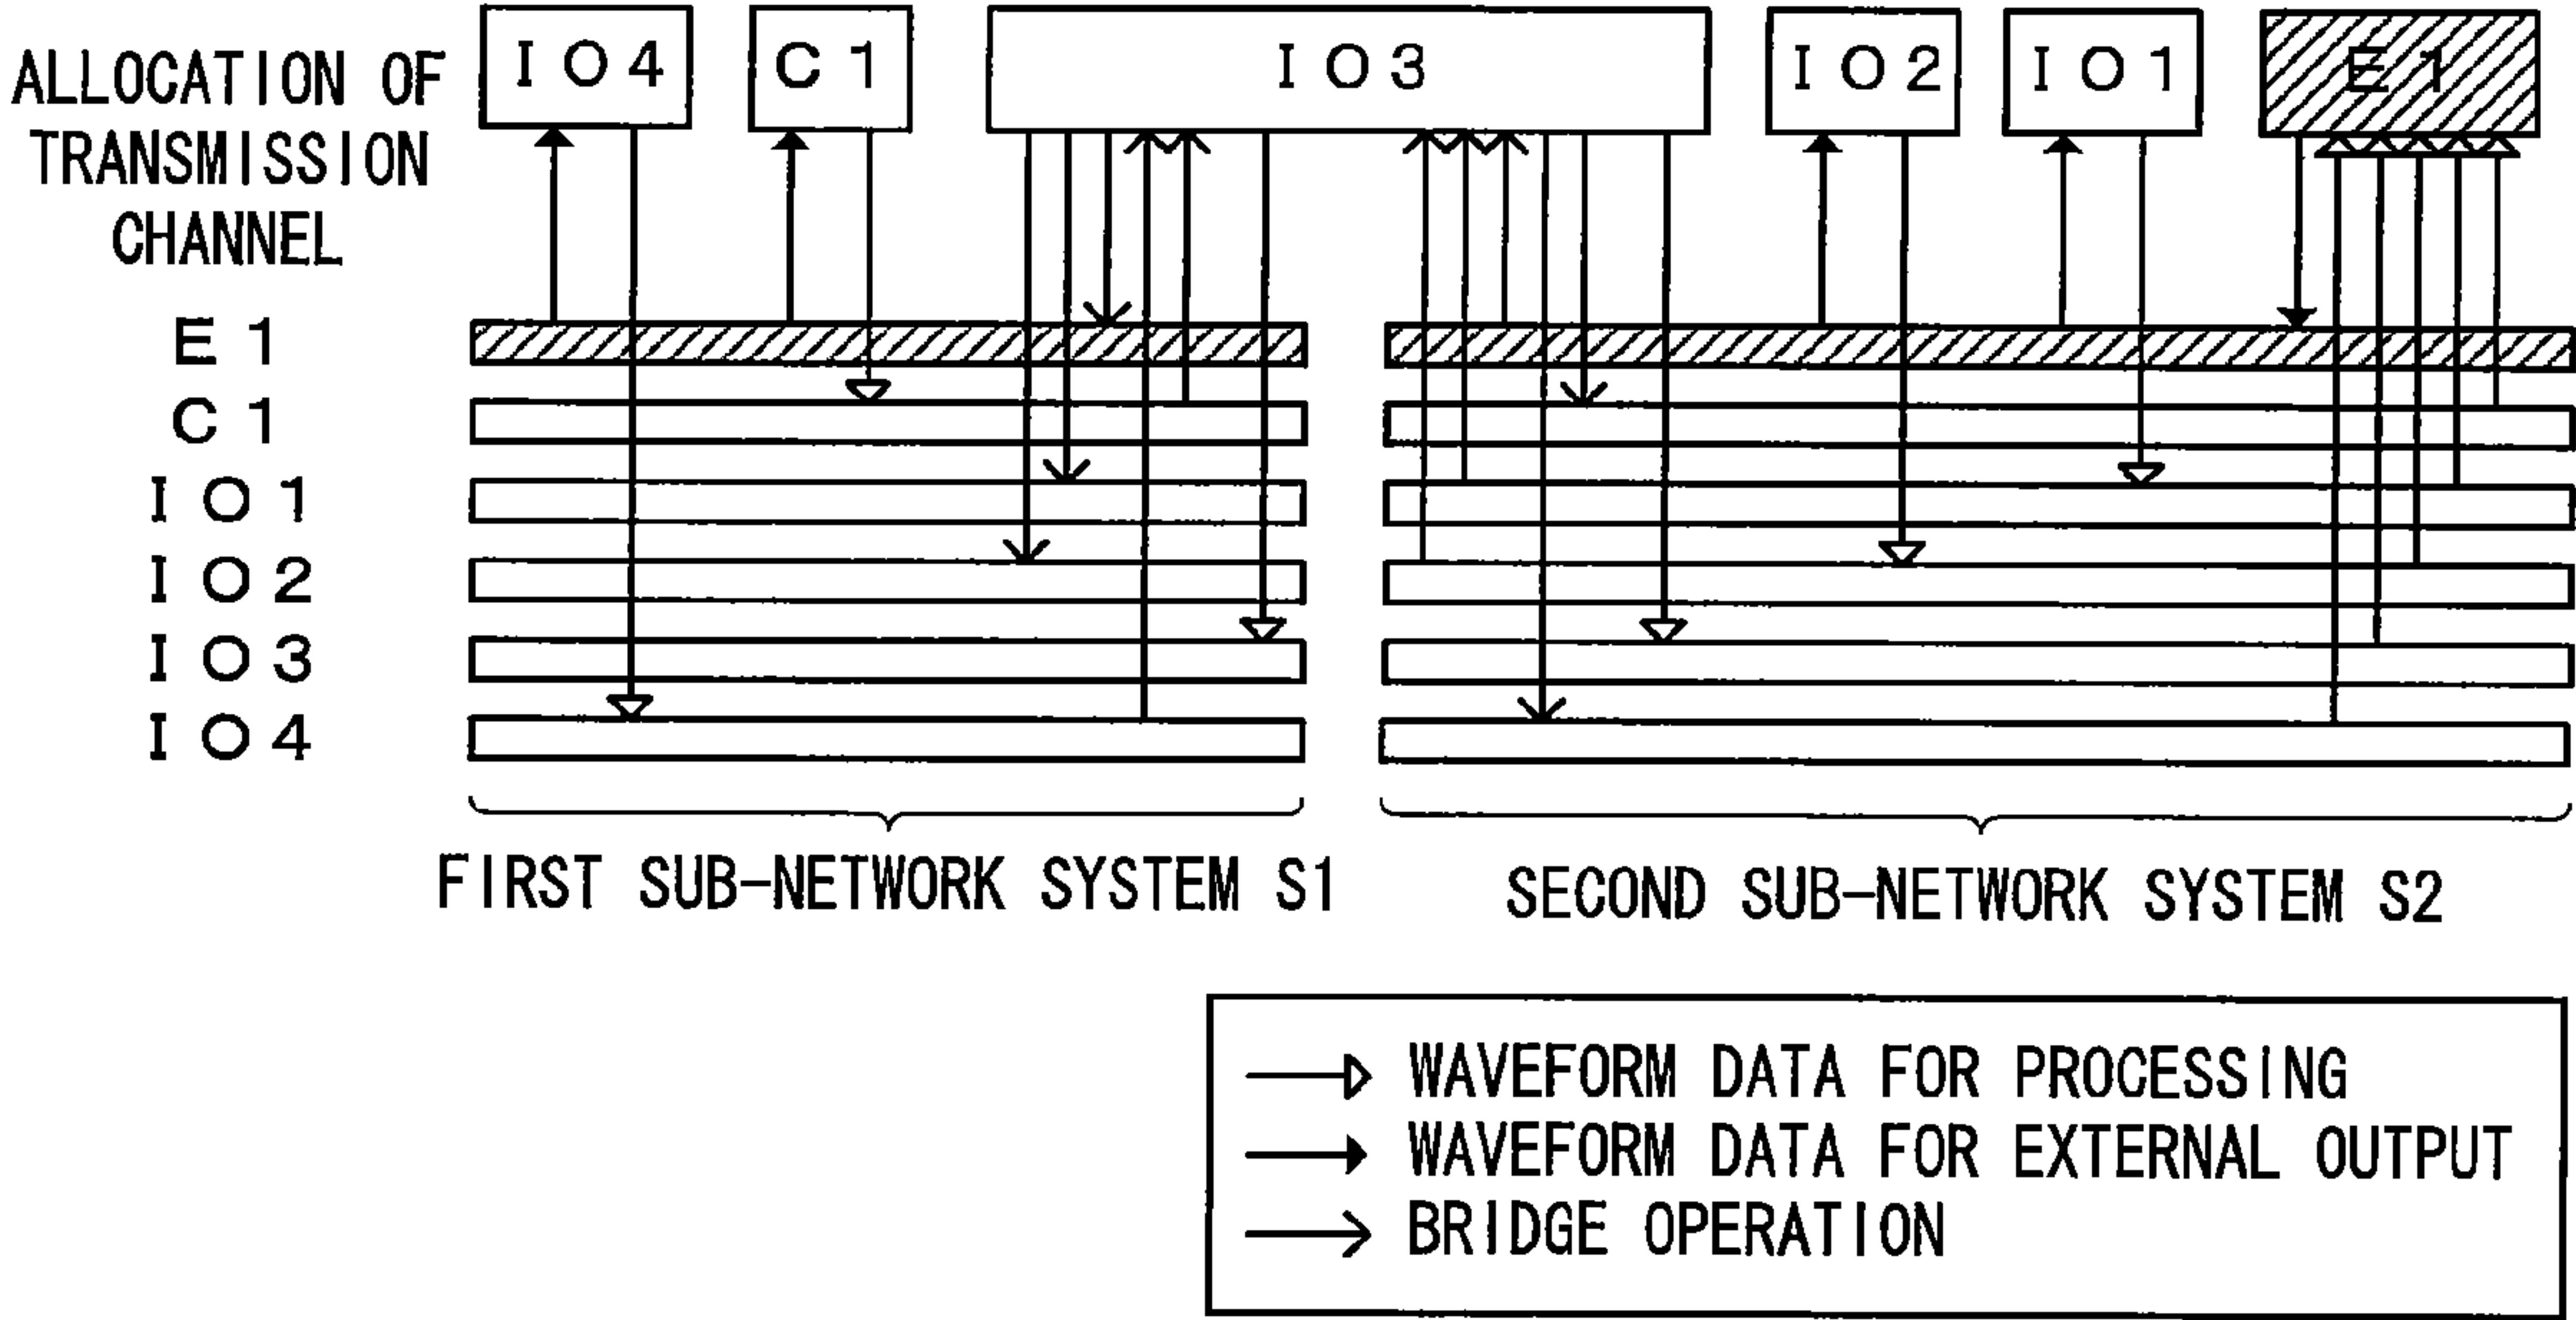 IO4
C1
IO3
IO2
IO1
E1
ALLOCATION OF
TRANSMISSION
CHANNEL
E1
C1
IO1
IO2
IO3
IO4
FIRST SUB-NETWORK SYSTEM S1
SECOND SUB-NETWORK SYSTEM S2
WAVEFORM DATA FOR PROCESSING
WAVEFORM DATA FOR EXTERNAL OUTPUT
BRIDGE OPERATION